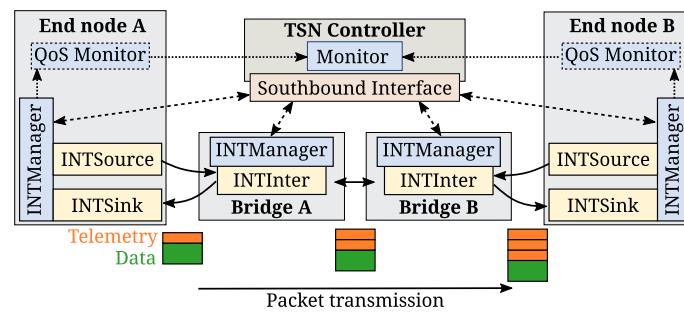 End node A
QoS Monitor
INTManager
INTSource
INTSink
TSN Controller
Monitor
Southbound Interface
INTManager
INTInter
Bridge A
INTManager
INTInter
Bridge B
End node B
QoS Monitor
INTSource
INTSink
INTManager
Telemetry
Data
Packet transmission